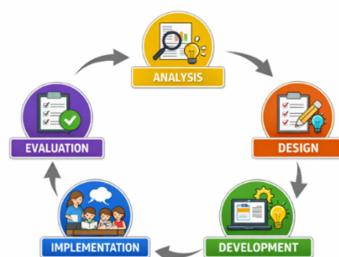 ANALYSIS
DESIGN
DEVELOPMENT
IMPLEMENTATION
EVALUATION